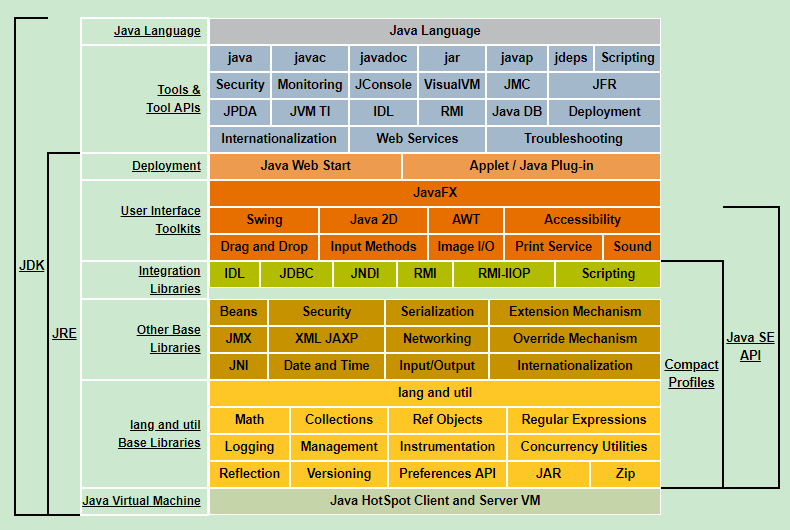 Java Language
Java Language
java javac javadoc jar javap jdeps Scripting
Security Monitoring JConsole VisualVM JMC JFR
Tools &
Tool APIs
JPDA JVM TI IDL RMI Java DB Deployment
Internationalization Web Services Troubleshooting
Deployment
Java Web Start Applet / Java Plug-in
JavaFX
User Interface
Toolkits
Swing Java 2D AWT Accessibility
Drag and Drop Input Methods Image I/O Print Service Sound
JDK
Integration
Libraries
IDL JDBC JNDI RMI RMI-IIOP Scripting
Beans Security Serialization Extension Mechanism
JRE
Other Base
Libraries
JMX XML JAXP Networking Override Mechanism
Java SE
API
JNI Date and Time Input/Output Internationalization
Compact
Profiles
lang and util
lang and util
Base Libraries
Math Collections Ref Objects Regular Expressions
Logging Management Instrumentation Concurrency Utilities
Reflection Versioning Preferences API JAR Zip
Java Virtual Machine
Java HotSpot Client and Server VM